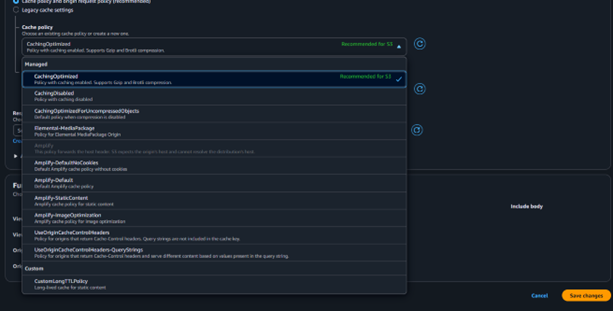 Cache policy and origin request policy (recommended)
Legacy cache settings
Cache policy
Choose an existing cache policy or create a new one.
CachingOptimized
Recommended for S3
Policy with caching enabled. Supports Gzip and Brotli compression.
Managed
CachingOptimized
Recommended for S3
Policy with caching enabled. Supports Gzip and Brotli compression.
CachingDisabled
Policy with caching disabled
CachingOptimizedForUncompressedObjects
Default policy when compression is disabled
Elemental-MediaPackage
Policy for Elemental MediaPackage Origin
Amplify
Amplify-DefaultNoCookies
Default Amplify cache policy without cookies
Amplify-Default
Default Amplify cache policy
Amplify-StaticContent
Amplify cache policy for static content
Amplify-ImageOptimization
Amplify cache policy for image optimization
UseOriginCacheControlHeaders
Policy for origins that return Cache-Control headers. Query strings are not included in the cache key.
UseOriginCacheControlHeaders-QueryStrings
Policy for origins that return Cache-Control headers and serve different content based on values present in the query string.
Custom
CustomLongTTLPolicy
Long lived cache for static content
Include body
Cancel
Save changes